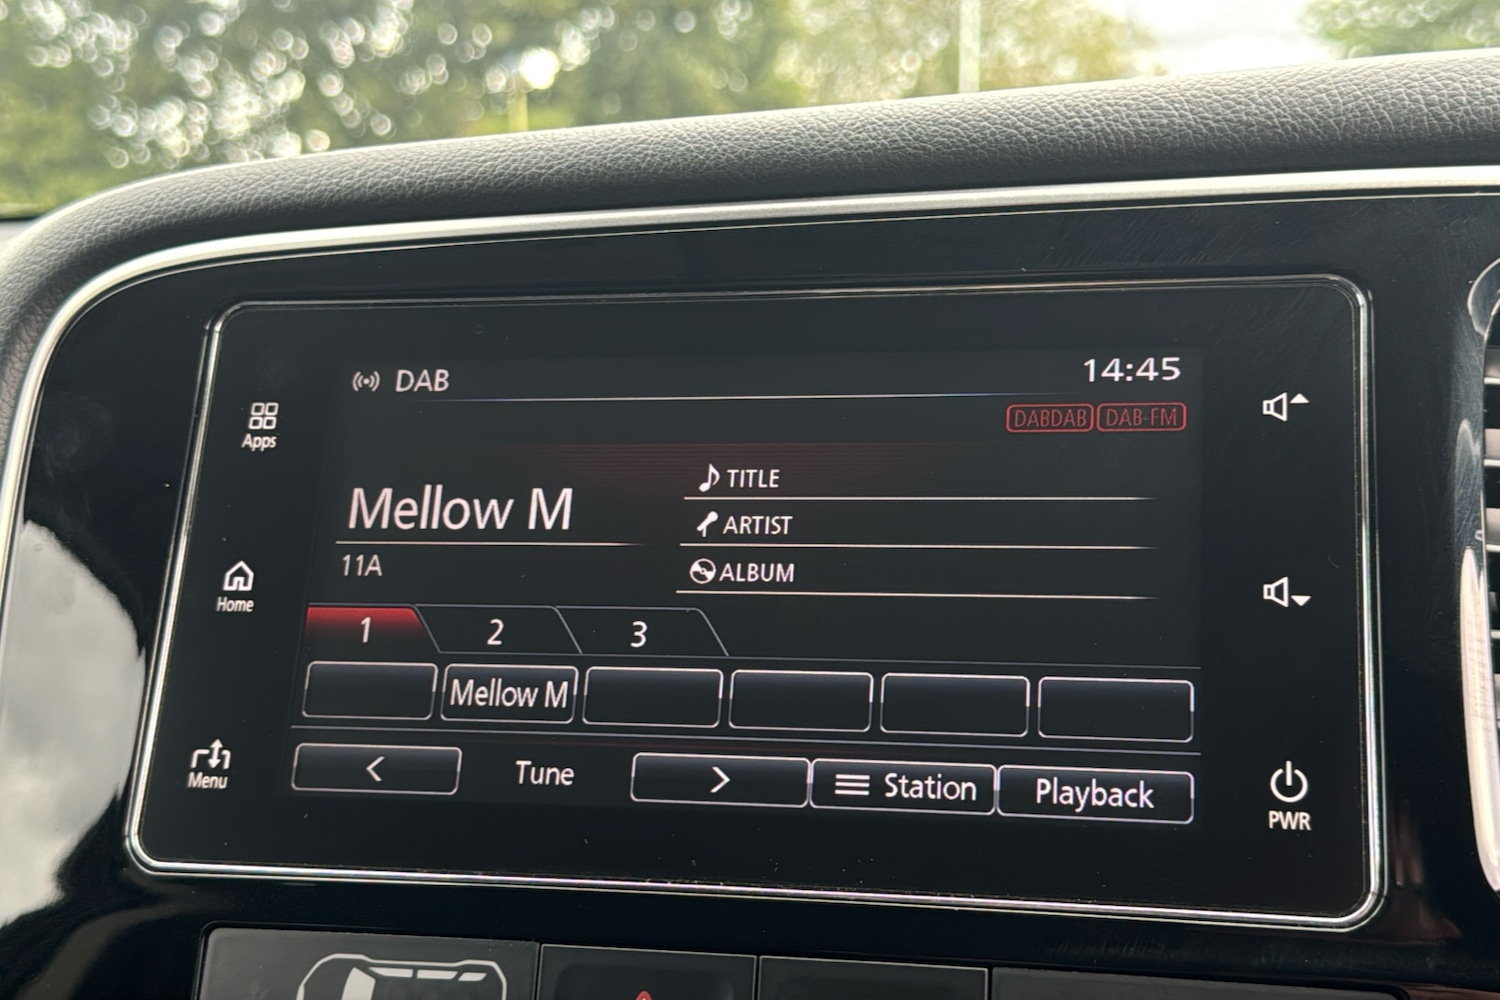 DAB
14:45
DABDAB DAB-FM
Apps
TITLE
Mellow M
ARTIST
11A
ALBUM
Home
1 2 3
Mellow M
Menu
Tune
Station
Playback
PWR